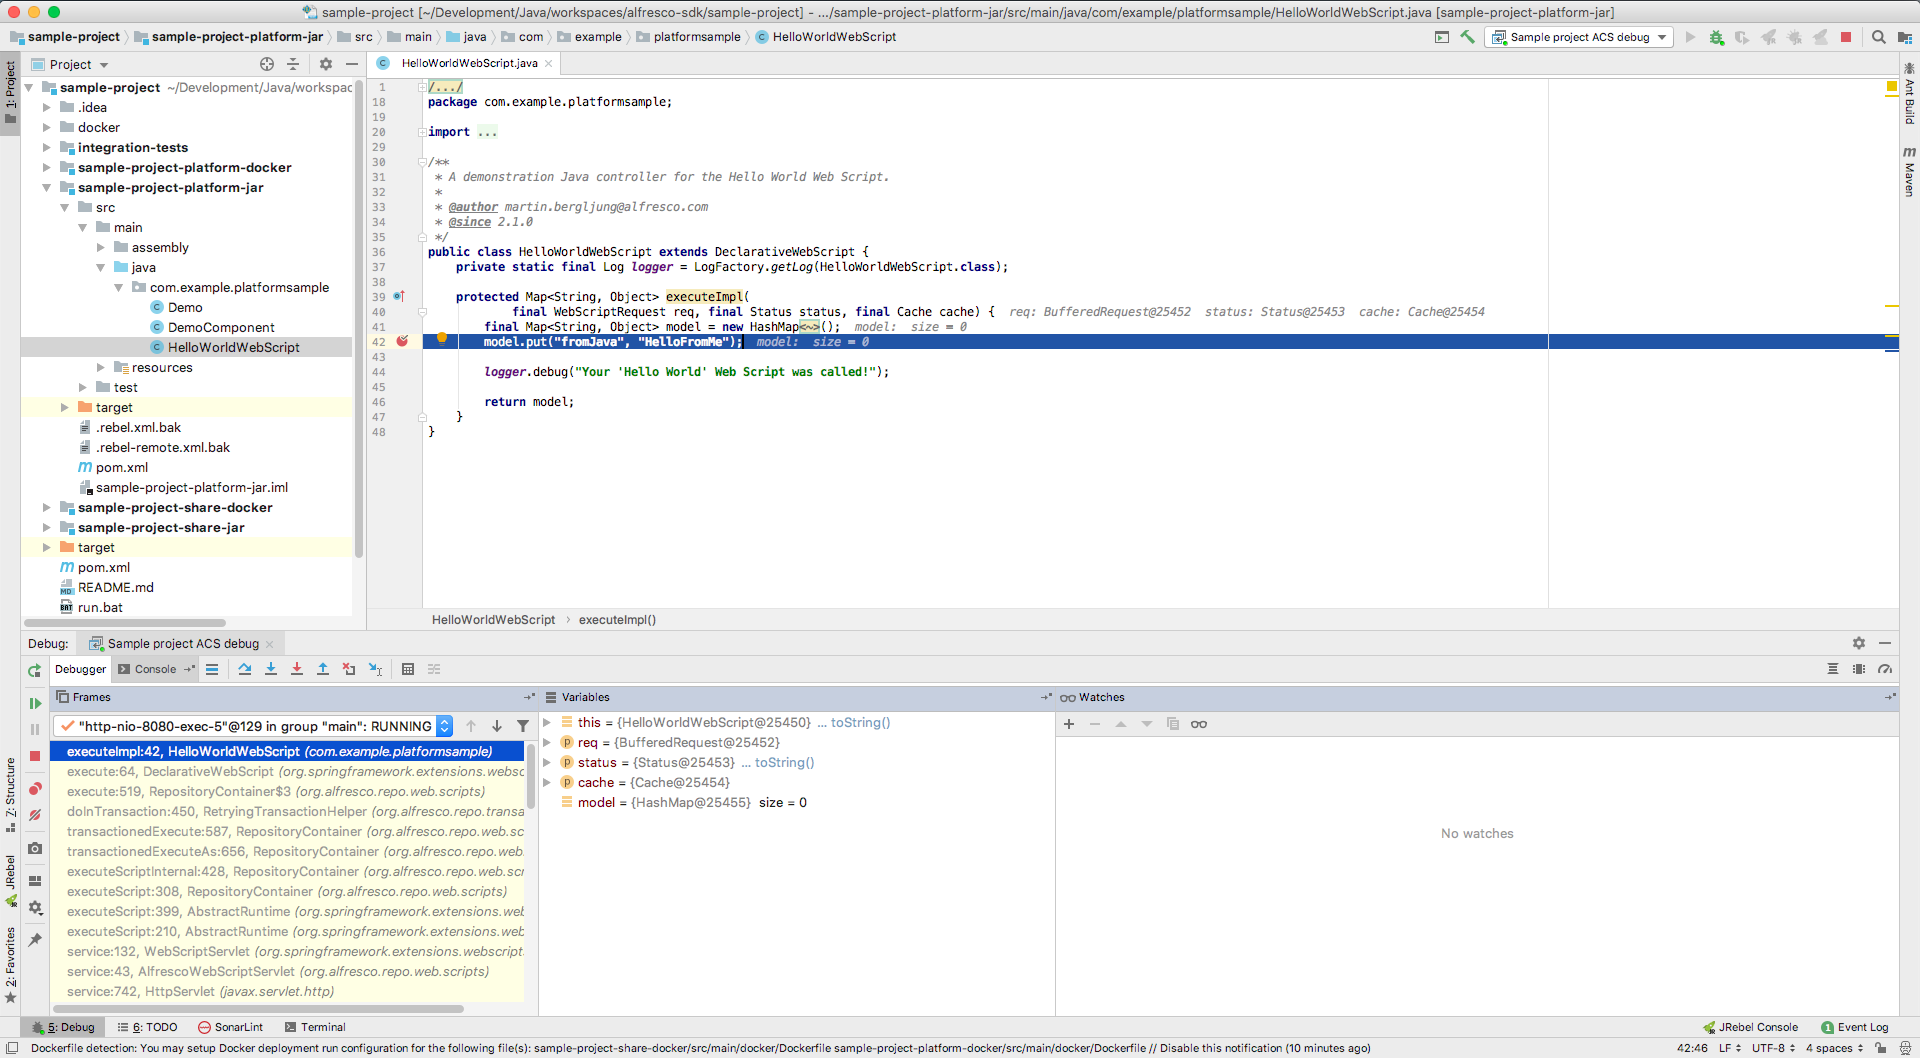 sample-project [~/Development/Java/workspaces/alfresco-sdk/sample-project] - .../sample-project-platform-jar/src/main/java/com/example/platformsample/HelloWorldWebScript.java [sample-project-platform-jar]
sample-project sample-project-platform-jar src main java com example platformsample HelloWorldWebScript
Sample project ACS debug
1: Project
Z: Structure
JRebel
2: Favorites
Project
sample-project ~/Development/Java/workspac
.idea
docker
integration-tests
sample-project-platform-docker
sample-project-platform-jar
src
main
assembly
java
com.example.platformsample
Demo
DemoComponent
HelloWorldWebScript
resources
test
target
.rebel.xml.bak
.rebel-remote.xml.bak
pom.xml
sample-project-platform-jar.iml
sample-project-share-docker
sample-project-share-jar
target
pom.xml
README.md
run.bat
HelloWorldWebScript.java
1 /.../
18 package com.example.platformsample;
19
20 import ...
29
30 /**
31 * A demonstration Java controller for the Hello World Web Script.
32 *
33 * @author martin.bergljung@alfresco.com
34 * @since 2.1.0
35 */
36 public class HelloWorldWebScript extends DeclarativeWebScript {
37 private static final Log logger = LogFactory.getLog(HelloWorldWebScript.class);
38
39 protected Map<String, Object> executeImpl(
40 final WebScriptRequest req, final Status status, final Cache cache) { req: BufferedRequest@25452 status: Status@25453 cache: Cache@25454
41 final Map<String, Object> model = new HashMap<~>(); model: size = 0
42 model.put("fromJava", "HelloFromMe"); model: size = 0
43
44 logger.debug("Your 'Hello World' Web Script was called!");
45
46 return model;
47 }
48 }
HelloWorldWebScript › executeImpl()
Ant Build
m Maven
Debug: Sample project ACS debug
Debugger Console
Frames
"http-nio-8080-exec-5"@129 in group "main": RUNNING
executeImpl:42, HelloWorldWebScript (com.example.platformsample)
execute:64, DeclarativeWebScript (org.springframework.extensions.websc
execute:519, RepositoryContainer$3 (org.alfresco.repo.web.scripts)
doInTransaction:450, RetryingTransactionHelper (org.alfresco.repo.transa
transactionedExecute:587, RepositoryContainer (org.alfresco.repo.web.sc
transactionedExecuteAs:656, RepositoryContainer (org.alfresco.repo.web.
executeScriptInternal:428, RepositoryContainer (org.alfresco.repo.web.scr
executeScript:308, RepositoryContainer (org.alfresco.repo.web.scripts)
executeScript:399, AbstractRuntime (org.springframework.extensions.wet
executeScript:210, AbstractRuntime (org.springframework.extensions.wet
service:132, WebScriptServlet (org.springframework.extensions.webscript
service:43, AlfrescoWebScriptServlet (org.alfresco.repo.web.scripts)
service:742, HttpServlet (javax.servlet.http)
Variables
this = {HelloWorldWebScript@25450} ... toString()
req = {BufferedRequest@25452}
status = {Status@25453} ... toString()
cache = {Cache@25454}
model = {HashMap@25455} size = 0
Watches
No watches
5: Debug 6: TODO SonarLint Terminal JRebel Console 1 Event Log
Dockerfile detection: You may setup Docker deployment run configuration for the following file(s): sample-project-share-docker/src/main/docker/Dockerfile sample-project-platform-docker/src/main/docker/Dockerfile // Disable this notification (10 minutes ago) 42:46 LF UTF-8 4 spaces